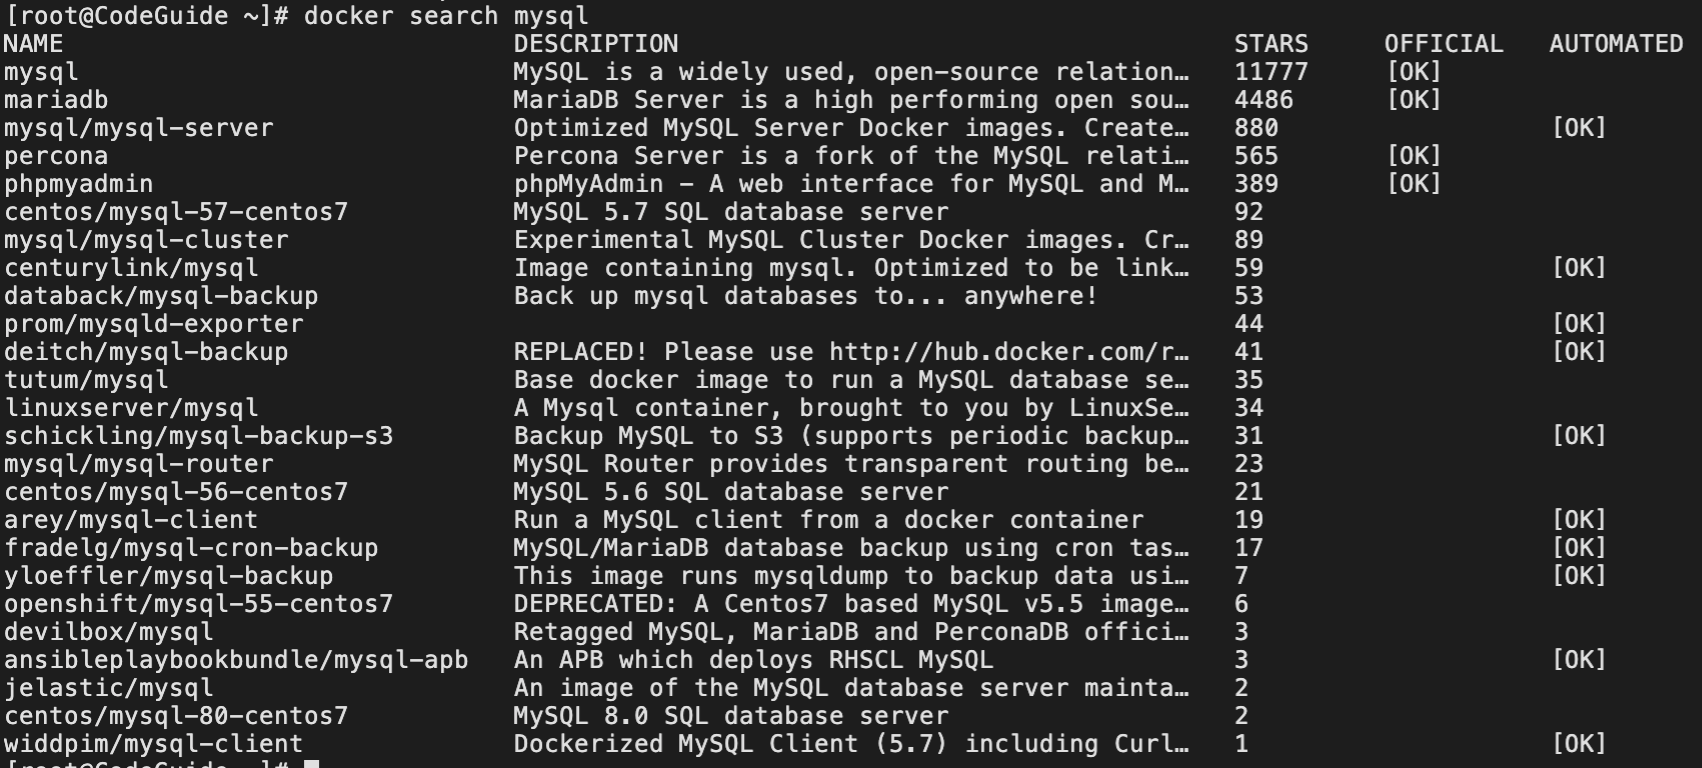 [root@CodeGuide ~]# docker search mysql
NAME DESCRIPTION STARS OFFICIAL AUTOMATED
mysql MySQL is a widely used, open-source relation… 11777 [OK]
mariadb MariaDB Server is a high performing open sou… 4486 [OK]
mysql/mysql-server Optimized MySQL Server Docker images. Create… 880 [OK]
percona Percona Server is a fork of the MySQL relati… 565 [OK]
phpmyadmin phpMyAdmin - A web interface for MySQL and M… 389 [OK]
centos/mysql-57-centos7 MySQL 5.7 SQL database server 92
mysql/mysql-cluster Experimental MySQL Cluster Docker images. Cr… 89
centurylink/mysql Image containing mysql. Optimized to be link… 59 [OK]
databack/mysql-backup Back up mysql databases to... anywhere! 53
prom/mysqld-exporter 44 [OK]
deitch/mysql-backup REPLACED! Please use http://hub.docker.com/r… 41 [OK]
tutum/mysql Base docker image to run a MySQL database se… 35
linuxserver/mysql A Mysql container, brought to you by LinuxSe… 34
schickling/mysql-backup-s3 Backup MySQL to S3 (supports periodic backup… 31 [OK]
mysql/mysql-router MySQL Router provides transparent routing be… 23
centos/mysql-56-centos7 MySQL 5.6 SQL database server 21
arey/mysql-client Run a MySQL client from a docker container 19 [OK]
fradelg/mysql-cron-backup MySQL/MariaDB database backup using cron tas… 17 [OK]
yloeffler/mysql-backup This image runs mysqldump to backup data usi… 7 [OK]
openshift/mysql-55-centos7 DEPRECATED: A Centos7 based MySQL v5.5 image… 6
devilbox/mysql Retagged MySQL, MariaDB and PerconaDB offici… 3
ansibleplaybookbundle/mysql-apb An APB which deploys RHSCL MySQL 3 [OK]
jelastic/mysql An image of the MySQL database server mainta… 2
centos/mysql-80-centos7 MySQL 8.0 SQL database server 2
widdpim/mysql-client Dockerized MySQL Client (5.7) including Curl… 1 [OK]
[root@CodeGuide ~]#